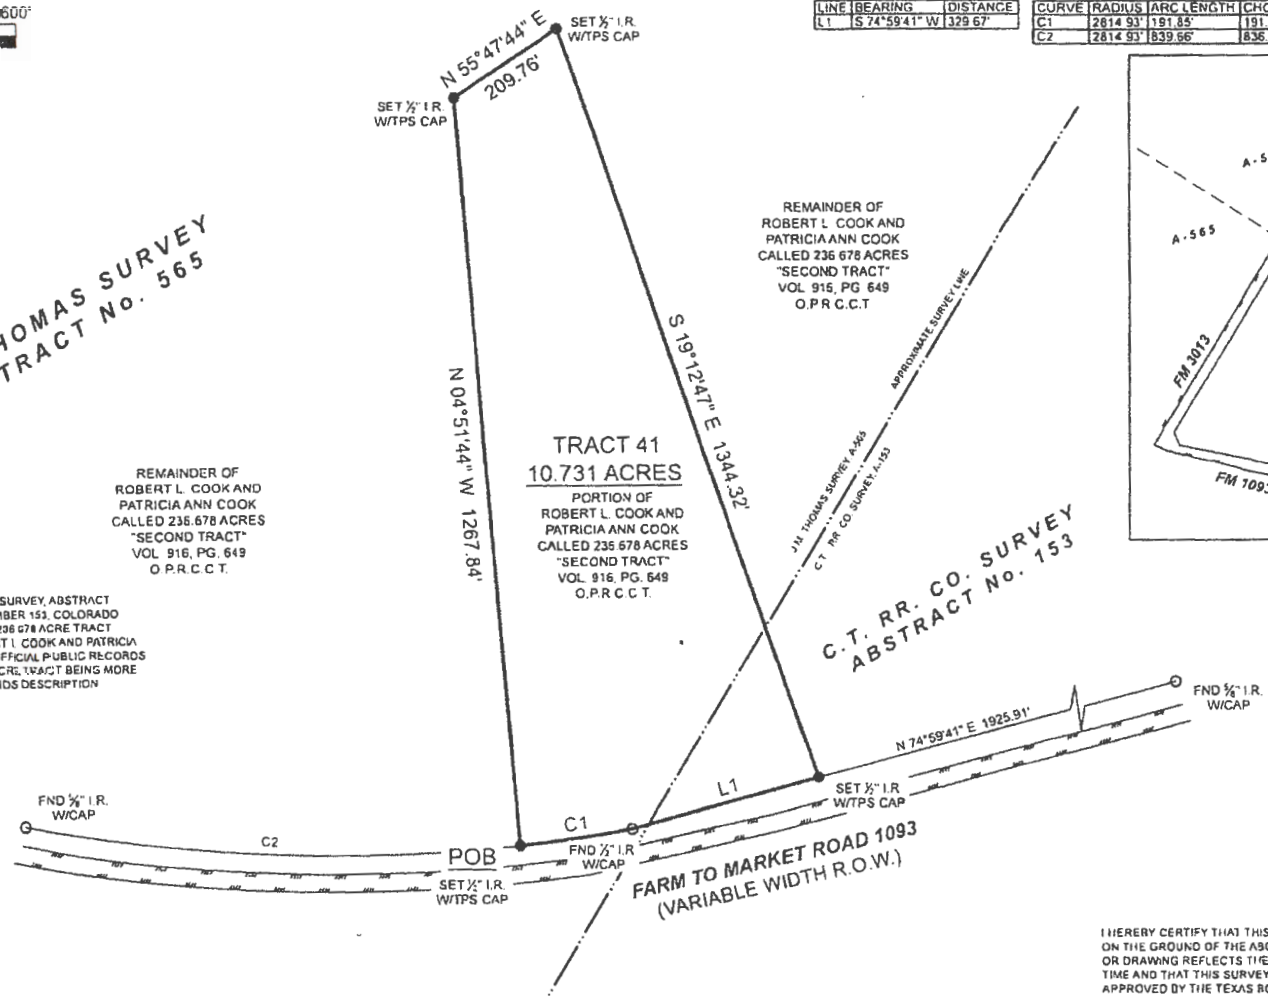 600'
LINE BEARING DISTANCE
L1 S 74°59'41" W 329 67'
CURVE RADIUS ARC LENGTH
C1 2814 93' 191.85' 191.
C2 2814 93' 839.66' 836.
N 55°47'44" E
209.76'
SET ½" I.R.
W/TPS CAP
SET ½" I R.
W/TPS CAP
THOMAS SURVEY
TRACT No. 565
REMAINDER OF
ROBERT L COOK AND
PATRICIA ANN COOK
CALLED 236 678 ACRES
"SECOND TRACT"
VOL 916, PG 649
O.P.R C.C.T
APPROXIMATE SURVEY LINE
A-5
A-565
FM 3013
FM 1093
S 19°12'47" E 1344.32'
N 04°51'44" W 1267.84'
TRACT 41
10.731 ACRES
PORTION OF
ROBERT L. COOK AND
PATRICIA ANN COOK
CALLED 236.678 ACRES
"SECOND TRACT"
VOL. 916, PG. 649
O.P.R C.C T.
J.M. THOMAS SURVEY A-565
C.T. RR CO. SURVEY A-153
REMAINDER OF
ROBERT L. COOK AND
PATRICIA ANN COOK
CALLED 236.678 ACRES
"SECOND TRACT"
VOL 916, PG. 649
O P.R.C.C T.
C.T. RR. CO. SURVEY
ABSTRACT No. 153
SURVEY, ABSTRACT
BER 153, COLORADO
236 678 ACRE TRACT
T L COOK AND PATRICIA
FFICIAL PUBLIC RECORDS
CRE TRACT BEING MORE
DS DESCRIPTION
N 74°59'41" E 1925.91'
FND ⅝" I.R.
W/CAP
FND ⅝" I.R.
W/CAP
L1
SET ½" I.R
W/TPS CAP
C1
C2
POB
FND ½" I.R
W/CAP
SET ½" I.R.
W/TPS CAP
FARM TO MARKET ROAD 1093
(VARIABLE WIDTH R.O.W.)
I HEREBY CERTIFY THAT THIS
ON THE GROUND OF THE
OR DRAWING REFLECTS THE
TIME AND THAT THIS SURVEY
APPROVED BY THE TEXAS